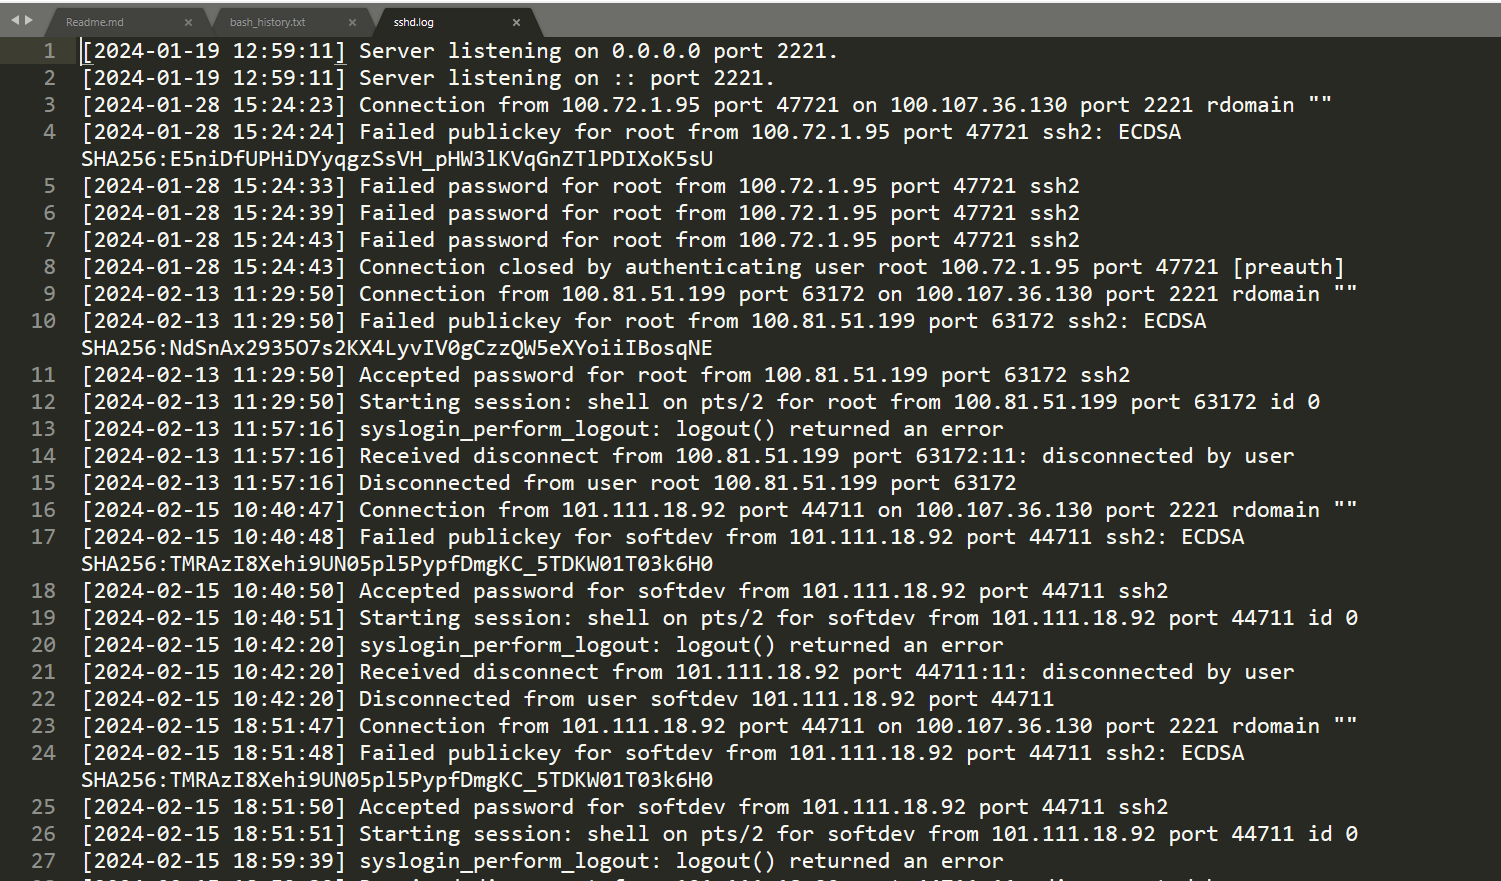 Readme.md × bash_history.txt × sshd.log ×
1 [2024-01-19 12:59:11] Server listening on 0.0.0.0 port 2221.
2 [2024-01-19 12:59:11] Server listening on :: port 2221.
3 [2024-01-28 15:24:23] Connection from 100.72.1.95 port 47721 on 100.107.36.130 port 2221 rdomain ""
4 [2024-01-28 15:24:24] Failed publickey for root from 100.72.1.95 port 47721 ssh2: ECDSA
SHA256:E5niDfUPHiDYyqgzSsVH_pHW3lKVqGnZTlPDIXoK5sU
5 [2024-01-28 15:24:33] Failed password for root from 100.72.1.95 port 47721 ssh2
6 [2024-01-28 15:24:39] Failed password for root from 100.72.1.95 port 47721 ssh2
7 [2024-01-28 15:24:43] Failed password for root from 100.72.1.95 port 47721 ssh2
8 [2024-01-28 15:24:43] Connection closed by authenticating user root 100.72.1.95 port 47721 [preauth]
9 [2024-02-13 11:29:50] Connection from 100.81.51.199 port 63172 on 100.107.36.130 port 2221 rdomain ""
10 [2024-02-13 11:29:50] Failed publickey for root from 100.81.51.199 port 63172 ssh2: ECDSA
SHA256:NdSnAx2935O7s2KX4LyvIV0gCzzQW5eXYoiiIBosqNE
11 [2024-02-13 11:29:50] Accepted password for root from 100.81.51.199 port 63172 ssh2
12 [2024-02-13 11:29:50] Starting session: shell on pts/2 for root from 100.81.51.199 port 63172 id 0
13 [2024-02-13 11:57:16] syslogin_perform_logout: logout() returned an error
14 [2024-02-13 11:57:16] Received disconnect from 100.81.51.199 port 63172:11: disconnected by user
15 [2024-02-13 11:57:16] Disconnected from user root 100.81.51.199 port 63172
16 [2024-02-15 10:40:47] Connection from 101.111.18.92 port 44711 on 100.107.36.130 port 2221 rdomain ""
17 [2024-02-15 10:40:48] Failed publickey for softdev from 101.111.18.92 port 44711 ssh2: ECDSA
SHA256:TMRAzI8Xehi9UN05pl5PypfDmgKC_5TDKW01T03k6H0
18 [2024-02-15 10:40:50] Accepted password for softdev from 101.111.18.92 port 44711 ssh2
19 [2024-02-15 10:40:51] Starting session: shell on pts/2 for softdev from 101.111.18.92 port 44711 id 0
20 [2024-02-15 10:42:20] syslogin_perform_logout: logout() returned an error
21 [2024-02-15 10:42:20] Received disconnect from 101.111.18.92 port 44711:11: disconnected by user
22 [2024-02-15 10:42:20] Disconnected from user softdev 101.111.18.92 port 44711
23 [2024-02-15 18:51:47] Connection from 101.111.18.92 port 44711 on 100.107.36.130 port 2221 rdomain ""
24 [2024-02-15 18:51:48] Failed publickey for softdev from 101.111.18.92 port 44711 ssh2: ECDSA
SHA256:TMRAzI8Xehi9UN05pl5PypfDmgKC_5TDKW01T03k6H0
25 [2024-02-15 18:51:50] Accepted password for softdev from 101.111.18.92 port 44711 ssh2
26 [2024-02-15 18:51:51] Starting session: shell on pts/2 for softdev from 101.111.18.92 port 44711 id 0
27 [2024-02-15 18:59:39] syslogin_perform_logout: logout() returned an error